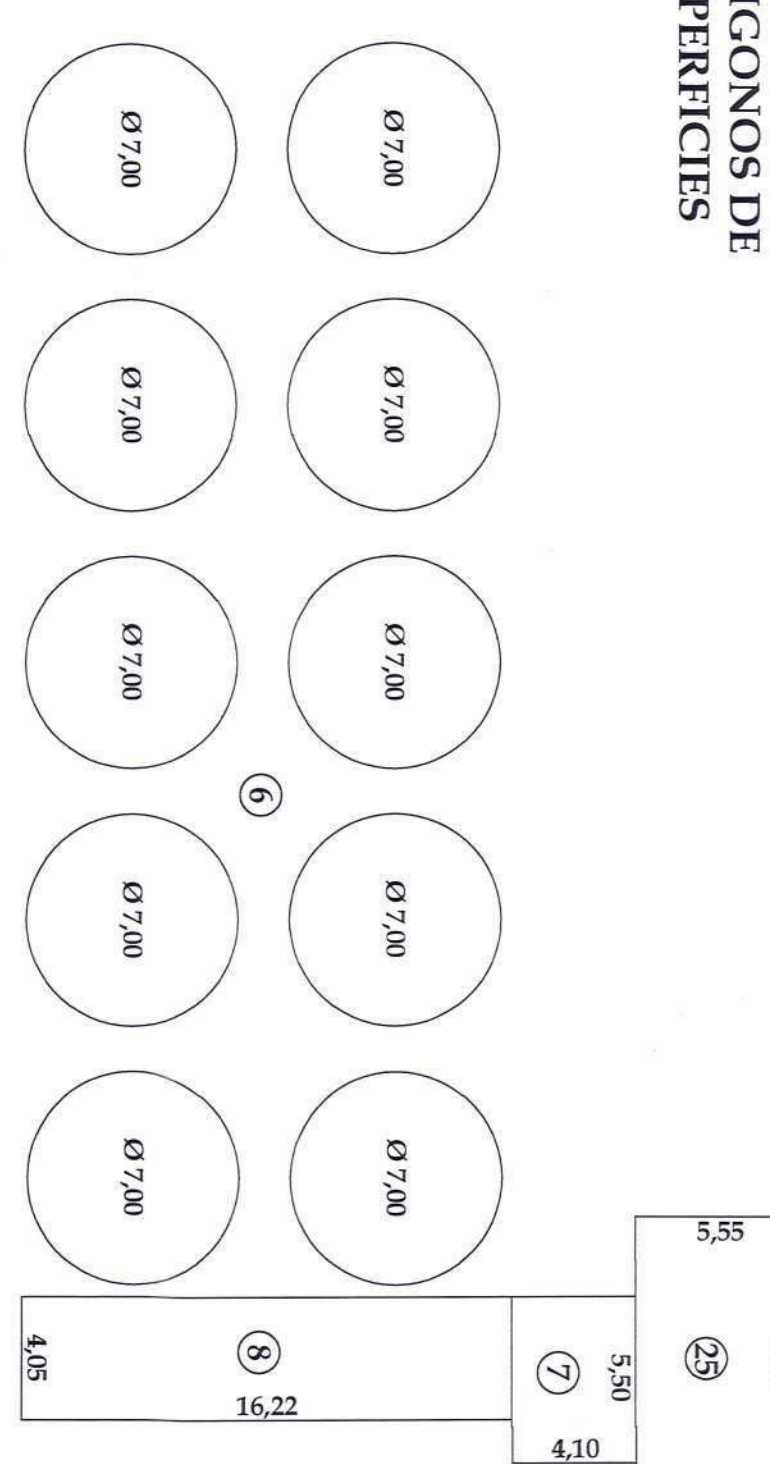 IGONOS DE
PERFICIES
Ø 7,00
Ø 7,00
Ø 7,00
Ø 7,00
Ø 7,00
Ø 7,00
Ø 7,00
Ø 7,00
Ø 7,00
Ø 7,00
6
5,55
25
5,50
7
4,10
8
4,05
16,22